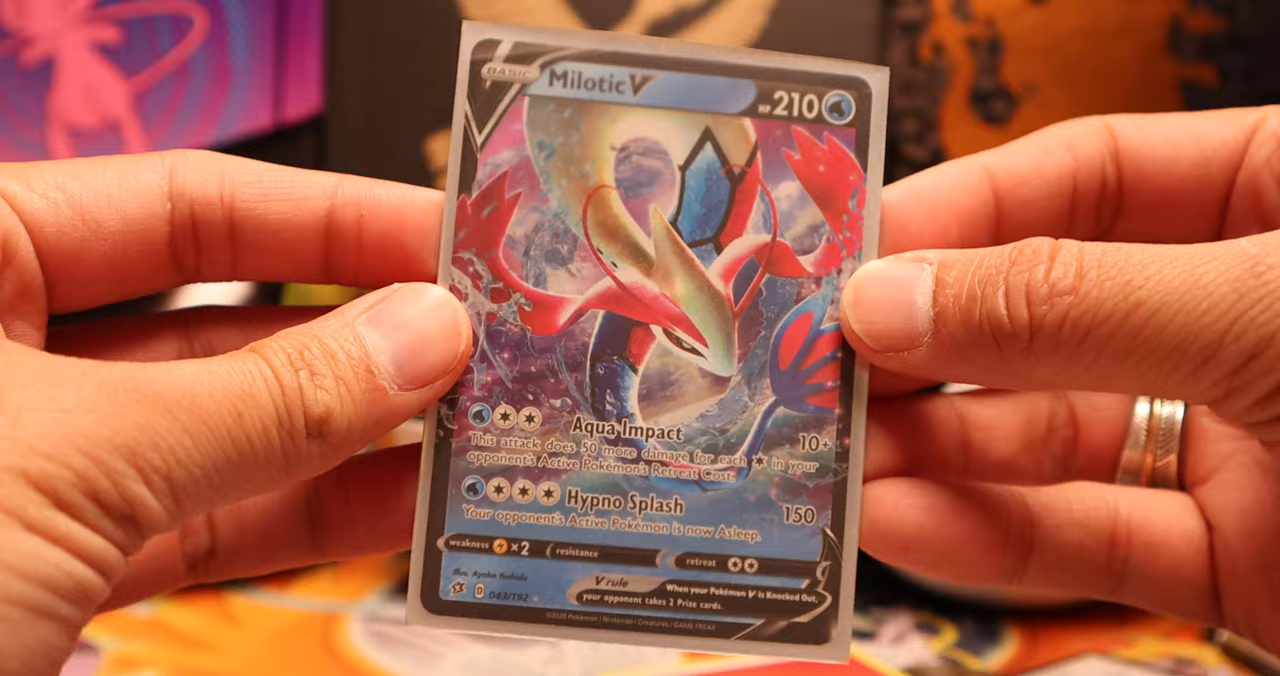 BASIC Milotic V HP 210
Aqua Impact 10+
This attack does 50 more damage for each in your
opponent's Active Pokémon's Retreat Cost.
Hypno Splash 150
Your opponent's Active Pokémon is now Asleep.
weakness ×2 resistance retreat
Illus. Ayaka Yoshida
D 043/192
V rule When your Pokémon V is Knocked Out,
your opponent takes 2 Prize cards.
©2020 Pokémon / Nintendo / Creatures / GAME FREAK